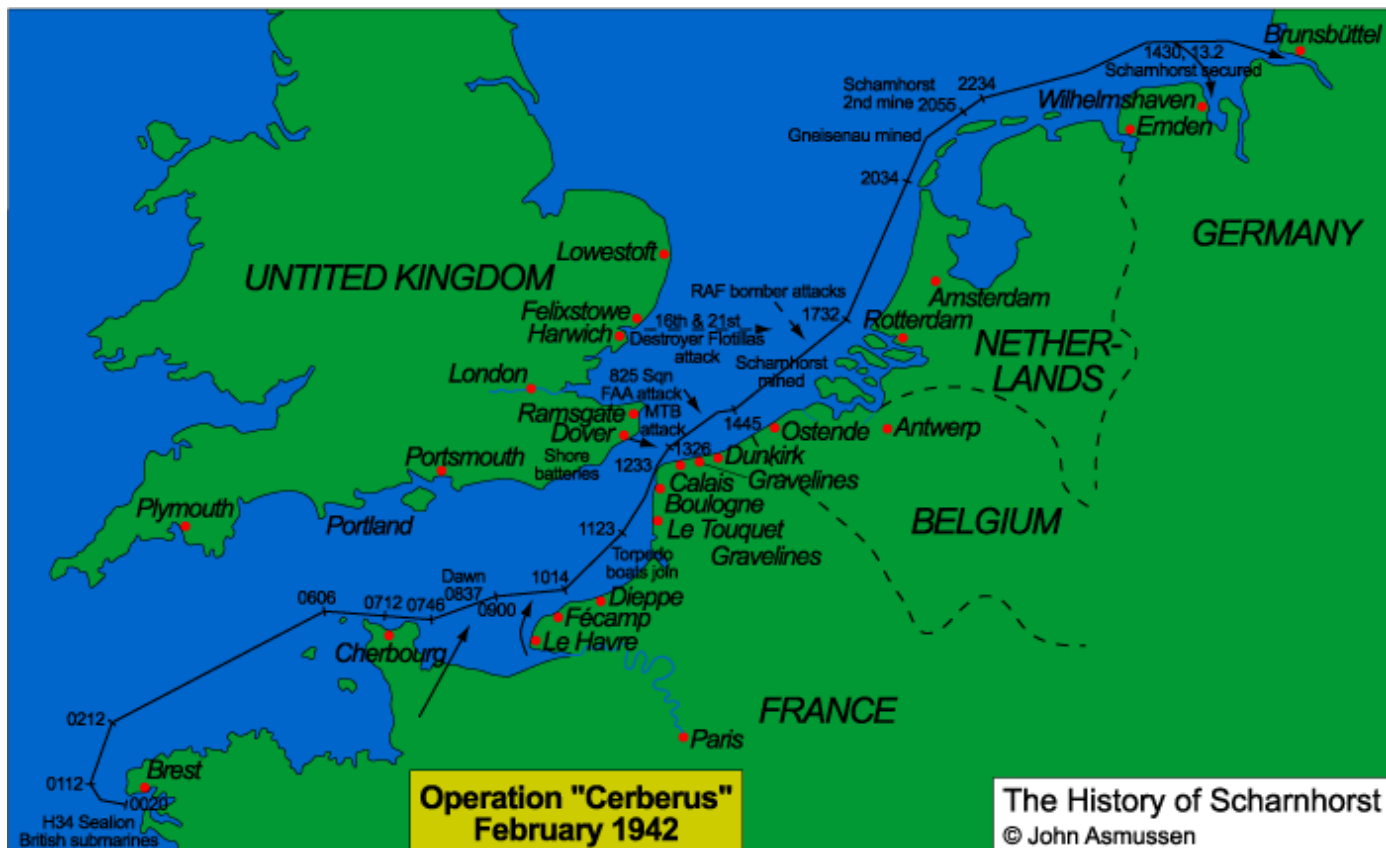 Brunsbüttel
1430, 13.2
Scharnhorst secured
2234
Scharnhorst
2nd mine
2055
Wilhelmshaven
Emden
Gneisenau mined
2034
GERMANY
Lowestoft
UNTITED KINGDOM
RAF bomber attacks
Amsterdam
Felixstowe
16th & 21st
1732
Rotterdam
Harwich
Destroyer Flotillas
attack
NETHER-
LANDS
Scharnhorst
mined
London
825 Sqn
FAA attack
Ramsgate
MTB
attack
1445
Ostende
Antwerp
Dover
1326
Shore
batteries
1233
Dunkirk
Portsmouth
Calais
Gravelines
Boulogne
Plymouth
Portland
1123
Le Touquet
BELGIUM
Torpedo
boats join
Gravelines
Dawn
0837
1014
0606
0712
0746
0900
Dieppe
Fécamp
Cherbourg
Le Havre
0212
FRANCE
Paris
Brest
0112
0020
H34 Sealion
British submarines
Operation "Cerberus"
February 1942
The History of Scharnhorst
© John Asmussen